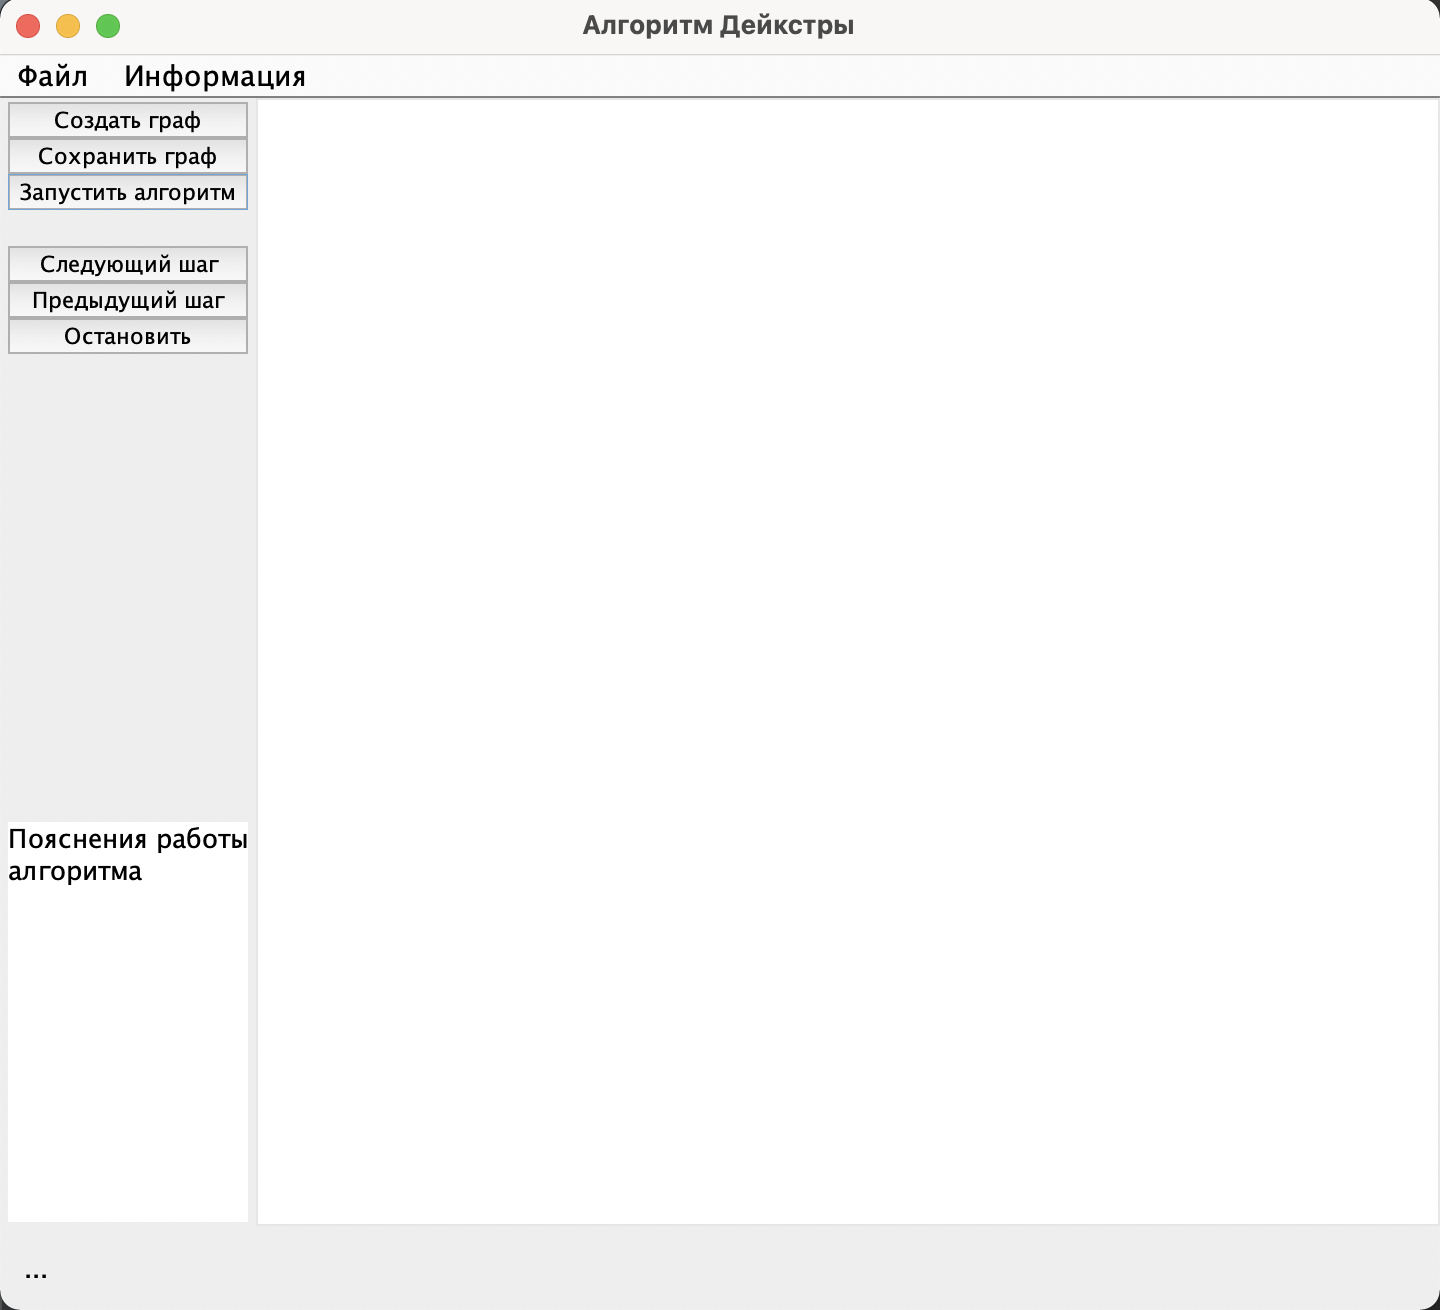 Алгоритм Дейкстры
Файл Информация
Создать граф
Сохранить граф
Запустить алгоритм
Следующий шаг
Предыдущий шаг
Остановить
Пояснения работы
алгоритма
...